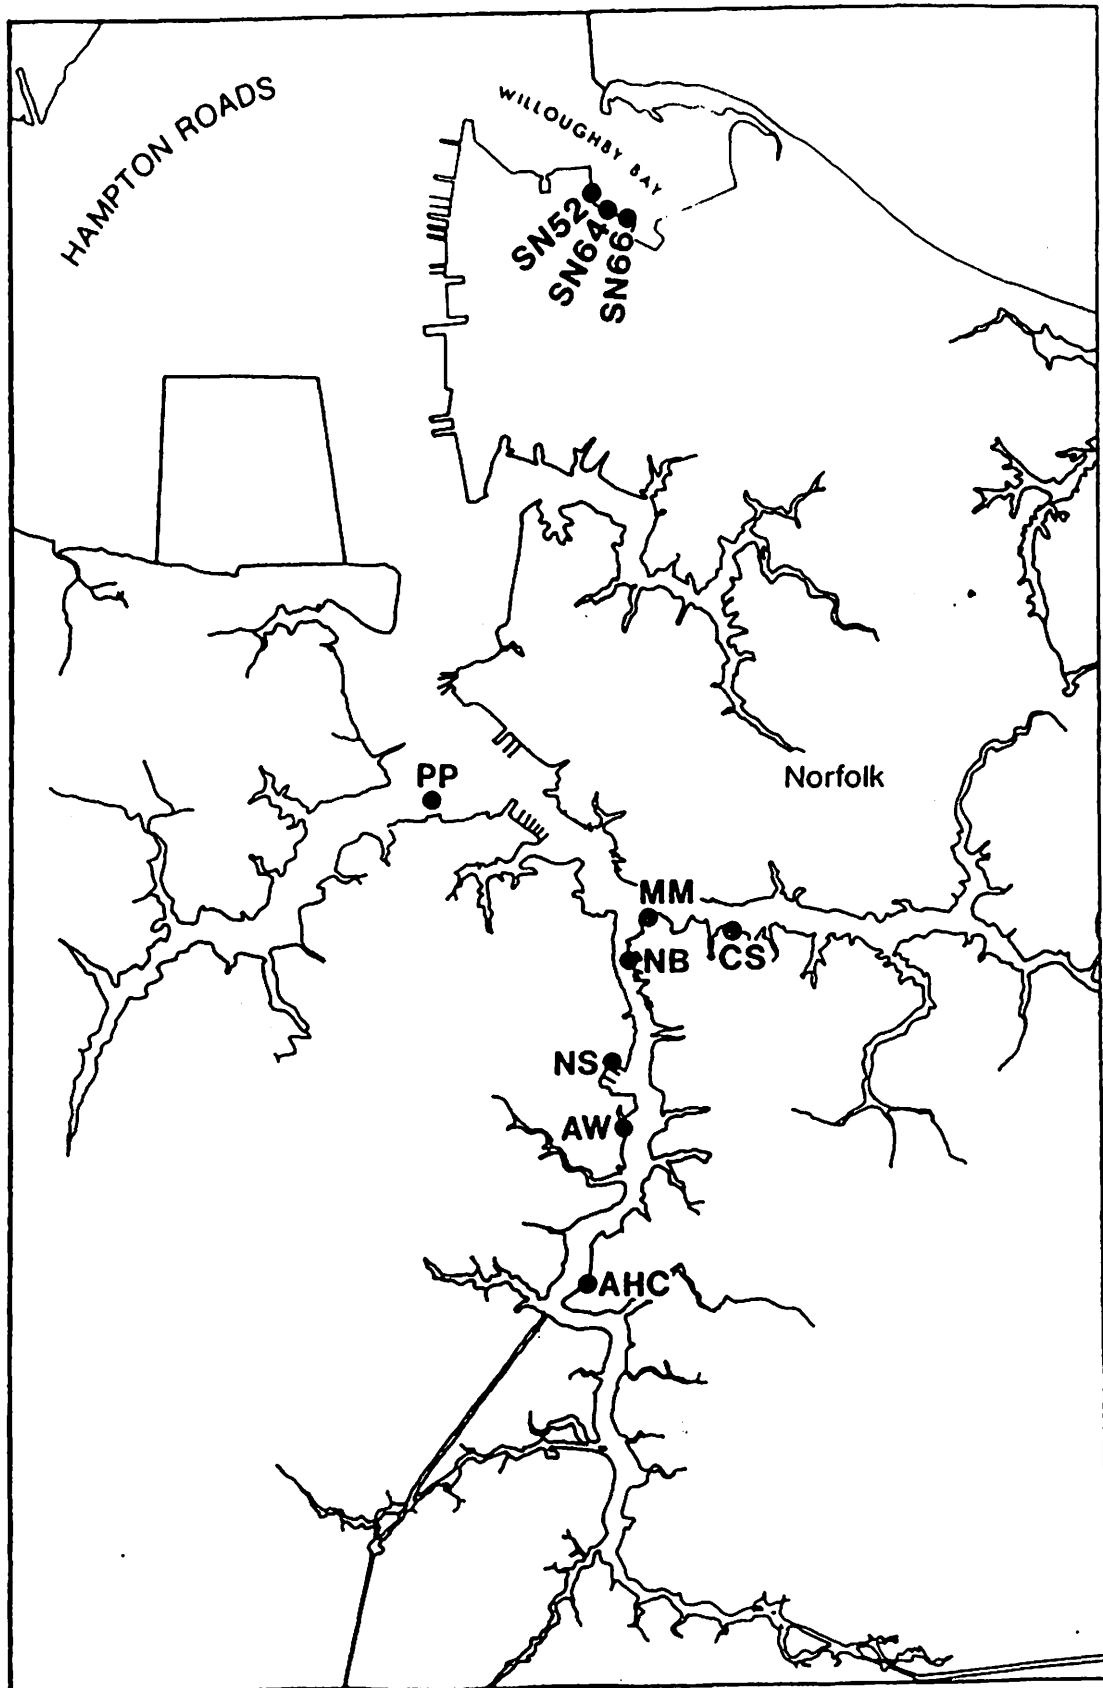 HAMPTON ROADS
WILLOUGHBY BAY
SN52
SN64
SN66
PP
Norfolk
MM
NB
CS
NS
AW
AHC